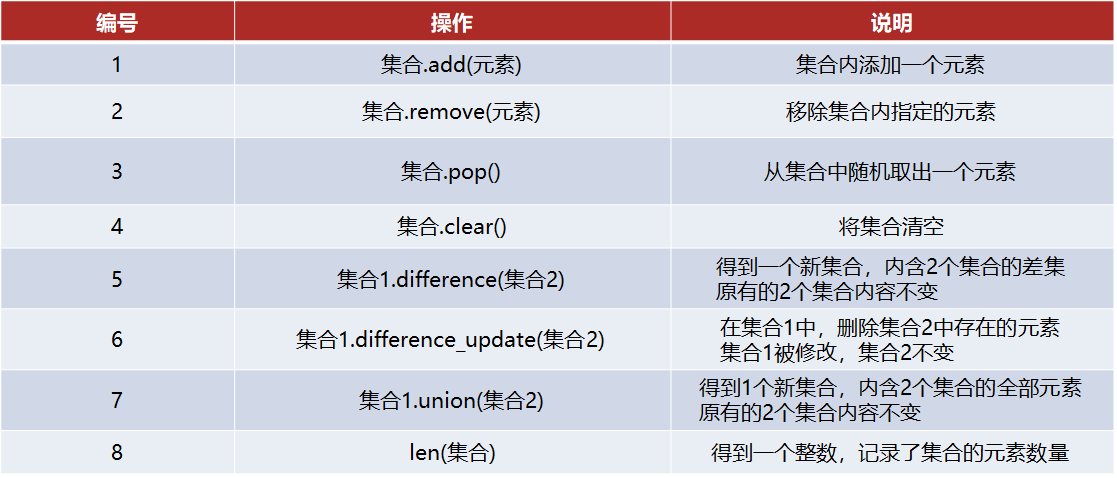 编号 操作 说明
1 集合.add(元素) 集合内添加一个元素
2 集合.remove(元素) 移除集合内指定的元素
3 集合.pop() 从集合中随机取出一个元素
4 集合.clear() 将集合清空
5 集合1.difference(集合2) 得到一个新集合，内含2个集合的差集
原有的2个集合内容不变
6 集合1.difference_update(集合2) 在集合1中，删除集合2中存在的元素
集合1被修改，集合2不变
7 集合1.union(集合2) 得到1个新集合，内含2个集合的全部元素
原有的2个集合内容不变
8 len(集合) 得到一个整数，记录了集合的元素数量